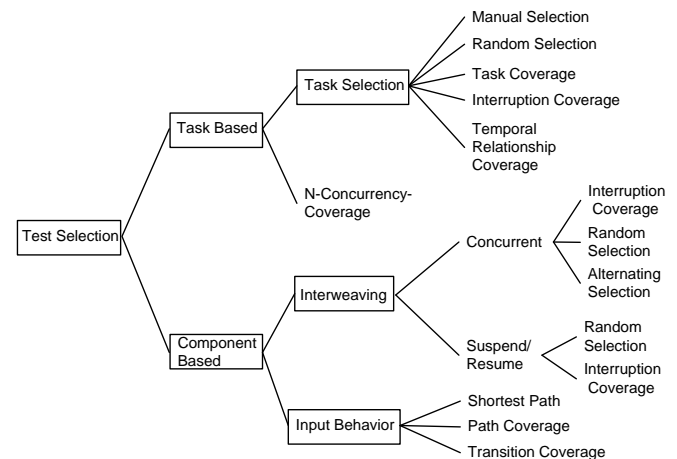 Test Selection
Task Based
Task Selection
Manual Selection
Random Selection
Task Coverage
Interruption Coverage
Temporal
Relationship
Coverage
N-Concurrency-
Coverage
Component
Based
Interweaving
Concurrent
Interruption
Coverage
Random
Selection
Alternating
Selection
Suspend/
Resume
Random
Selection
Interruption
Coverage
Input Behavior
Shortest Path
Path Coverage
Transition Coverage